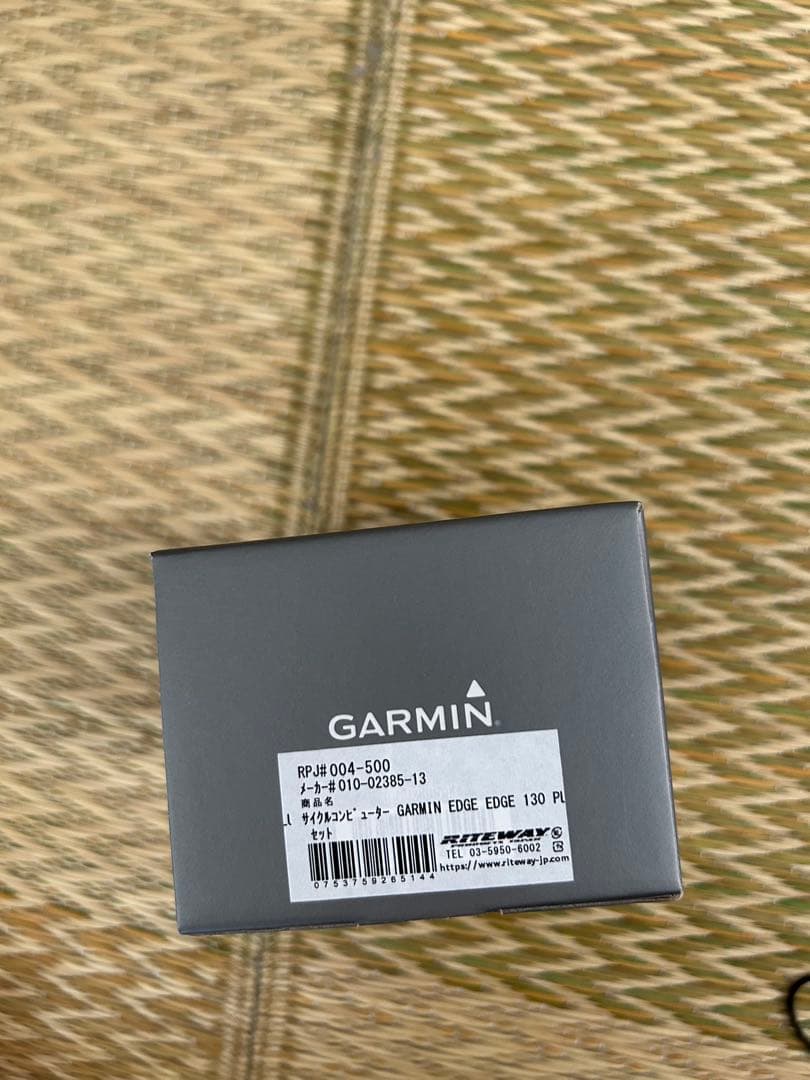 GARMIN
RPJ#004-500
メーカー#010-02385-13
商品名
サイクルコンピューター GARMIN EDGE EDGE 130 PL
セット
RITEWAY
PRODUCTS JAPAN
TEL 03-5950-6002
https://www.riteway-jp.com
0753759265144